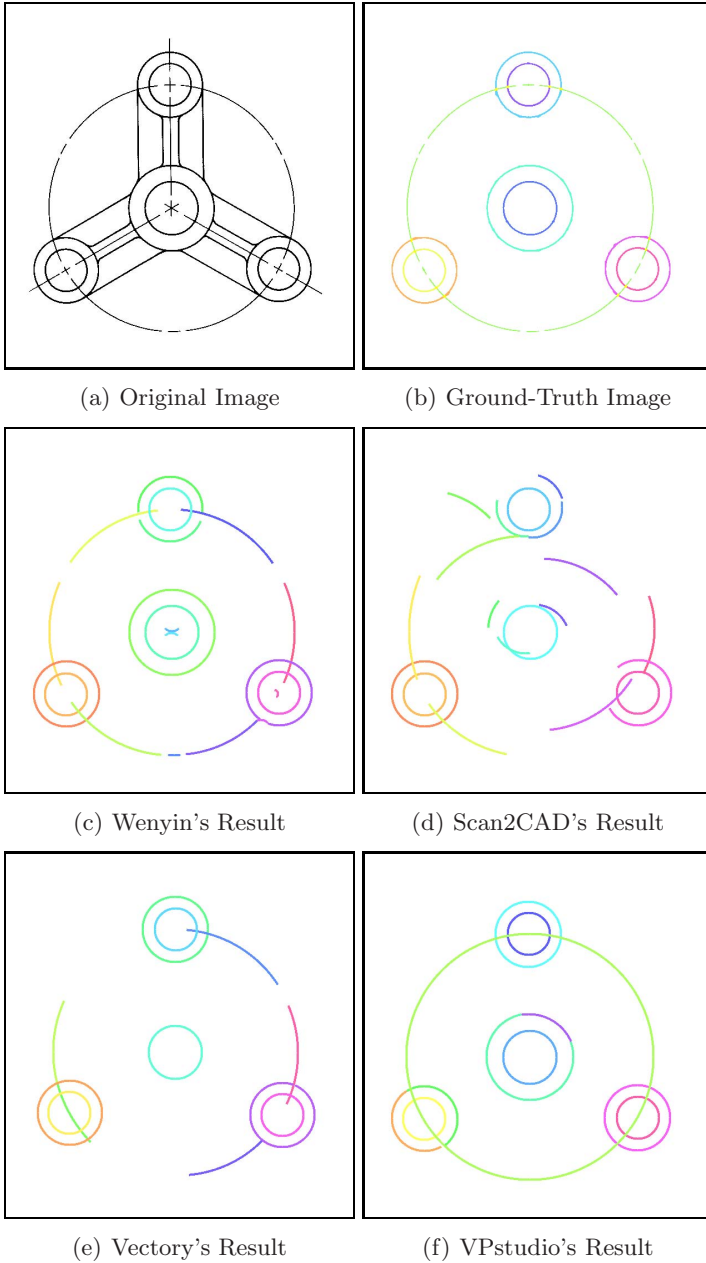 (a) Original Image
(b) Ground-Truth Image
(c) Wenyin's Result
(d) Scan2CAD's Result
(e) Vectory's Result
(f) VPstudio's Result